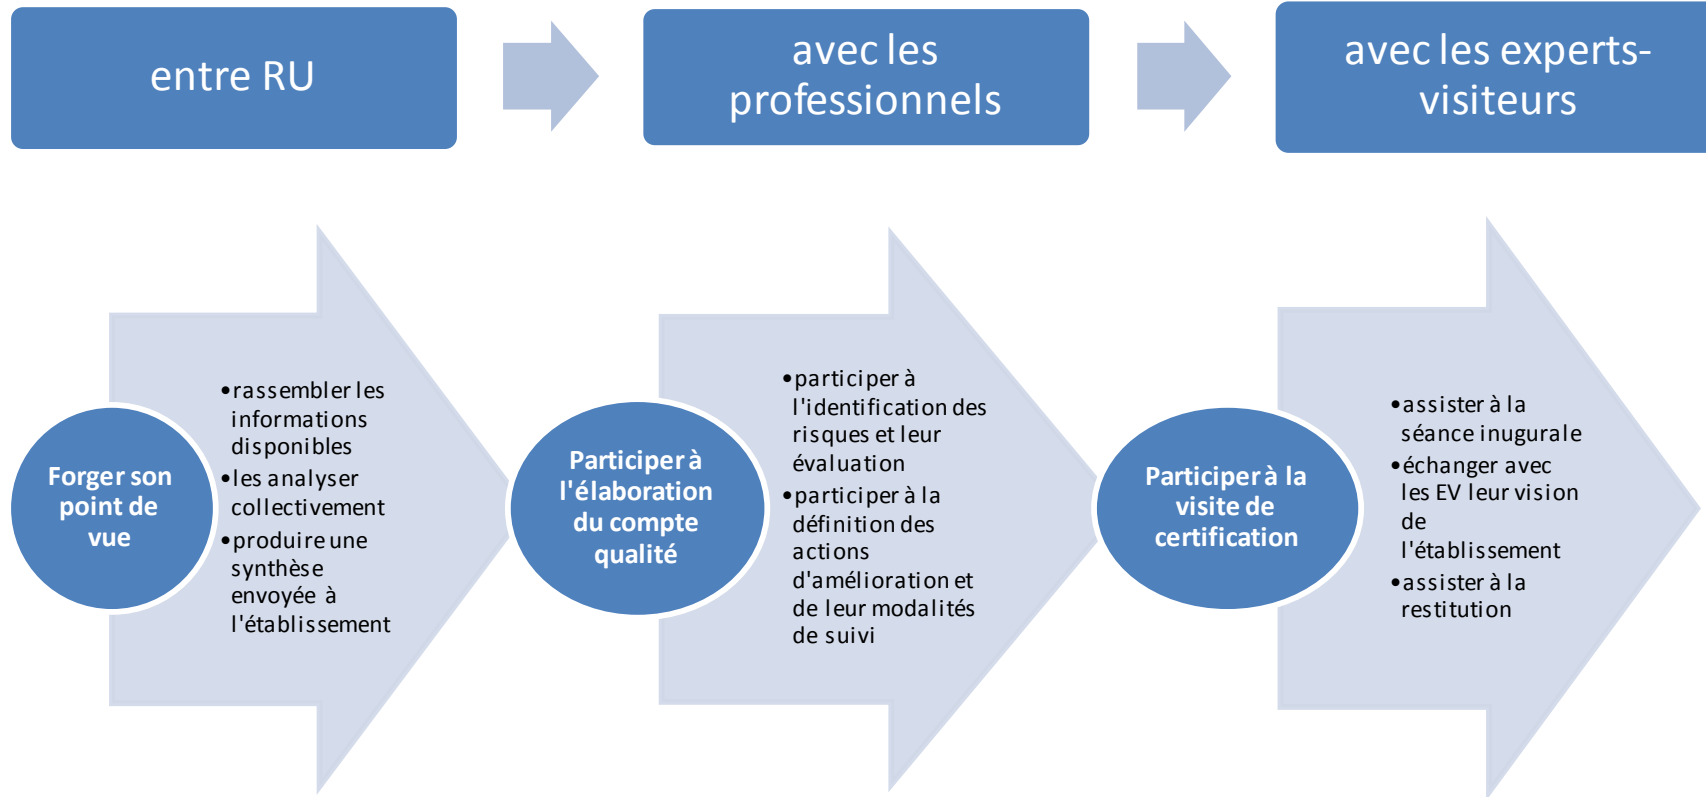 entre RU
avec les
professionnels
avec les experts-
visiteurs
Forger son
point de
vue
•rassembler les
informations
disponibles
•les analyser
collectivement
•produire une
synthèse
envoyée à
l'établissement
Participer à
l'élaboration
du compte
qualité
•participer à
l'identification des
risques et leur
évaluation
•participer à la
définition des
actions
d'amélioration et
de leur modalités
de suivi
Participer à la
visite de
certification
•assister à la
séance inugurale
•échanger avec
les EV leur vision
de
l'établissement
•assister à la
restitution